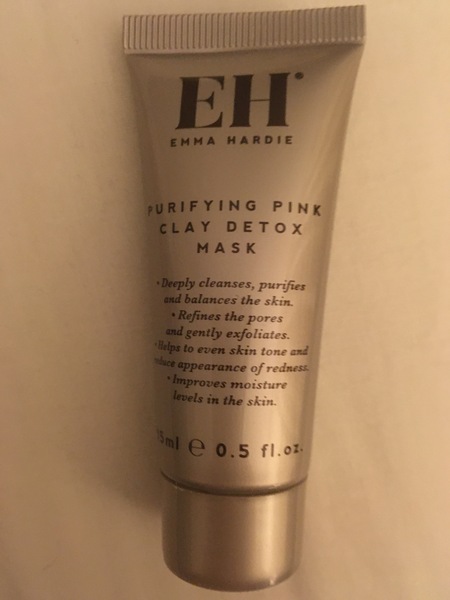 EH®
EMMA HARDIE
PURIFYING PINK
CLAY DETOX
MASK
• Deeply cleanses, purifies
and balances the skin.
• Refines the pores
and gently exfoliates.
• Helps to even skin tone and
reduce appearance of redness.
• Improves moisture
levels in the skin.
15ml ℮ 0.5 fl.oz.